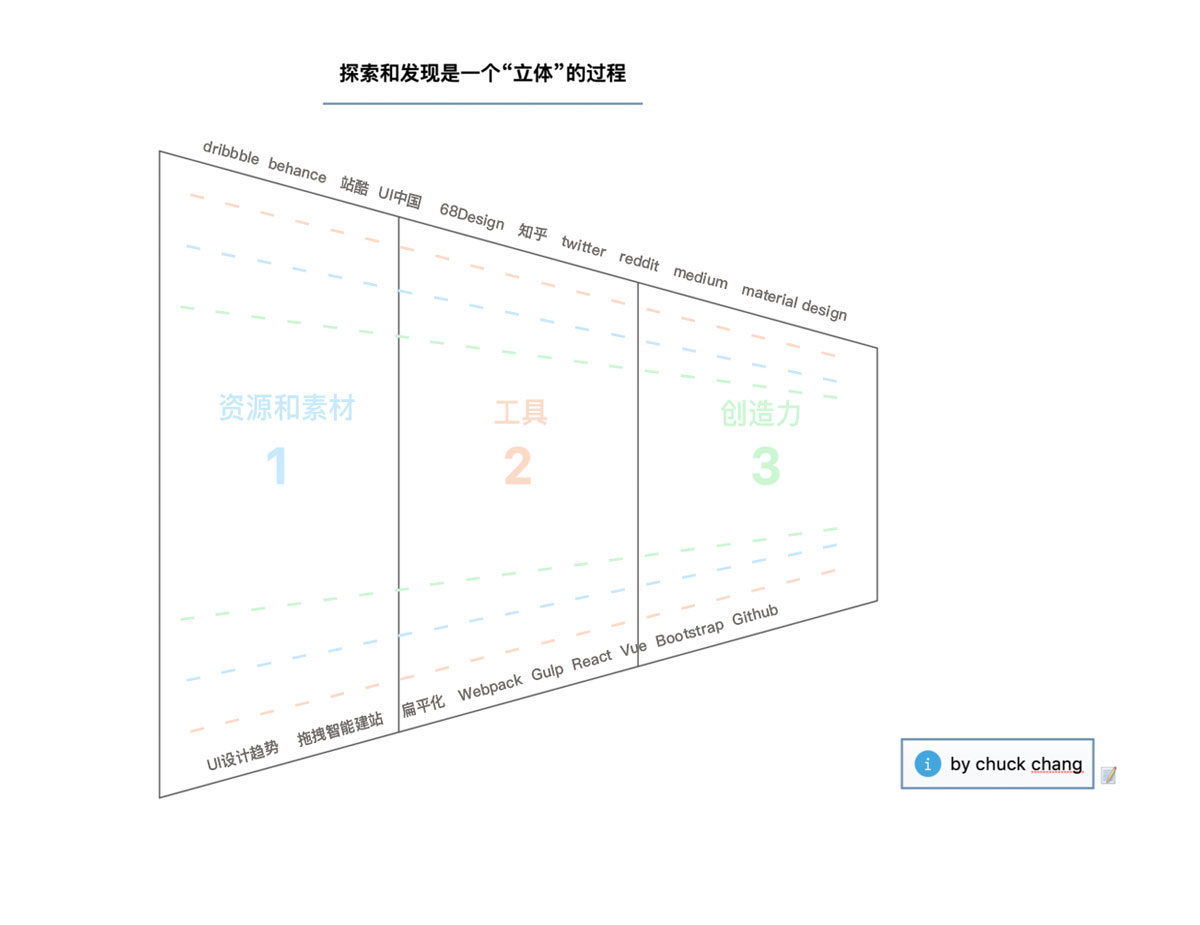 探索和发现是一个“立体”的过程
dribbble behance 站酷 UI中国 68Design 知乎 twitter reddit medium material design
资源和素材
1
工具
2
创造力
3
UI设计趋势 拖拽智能建站 扁平化 Webpack Gulp React Vue Bootstrap Github
i by chuck chang